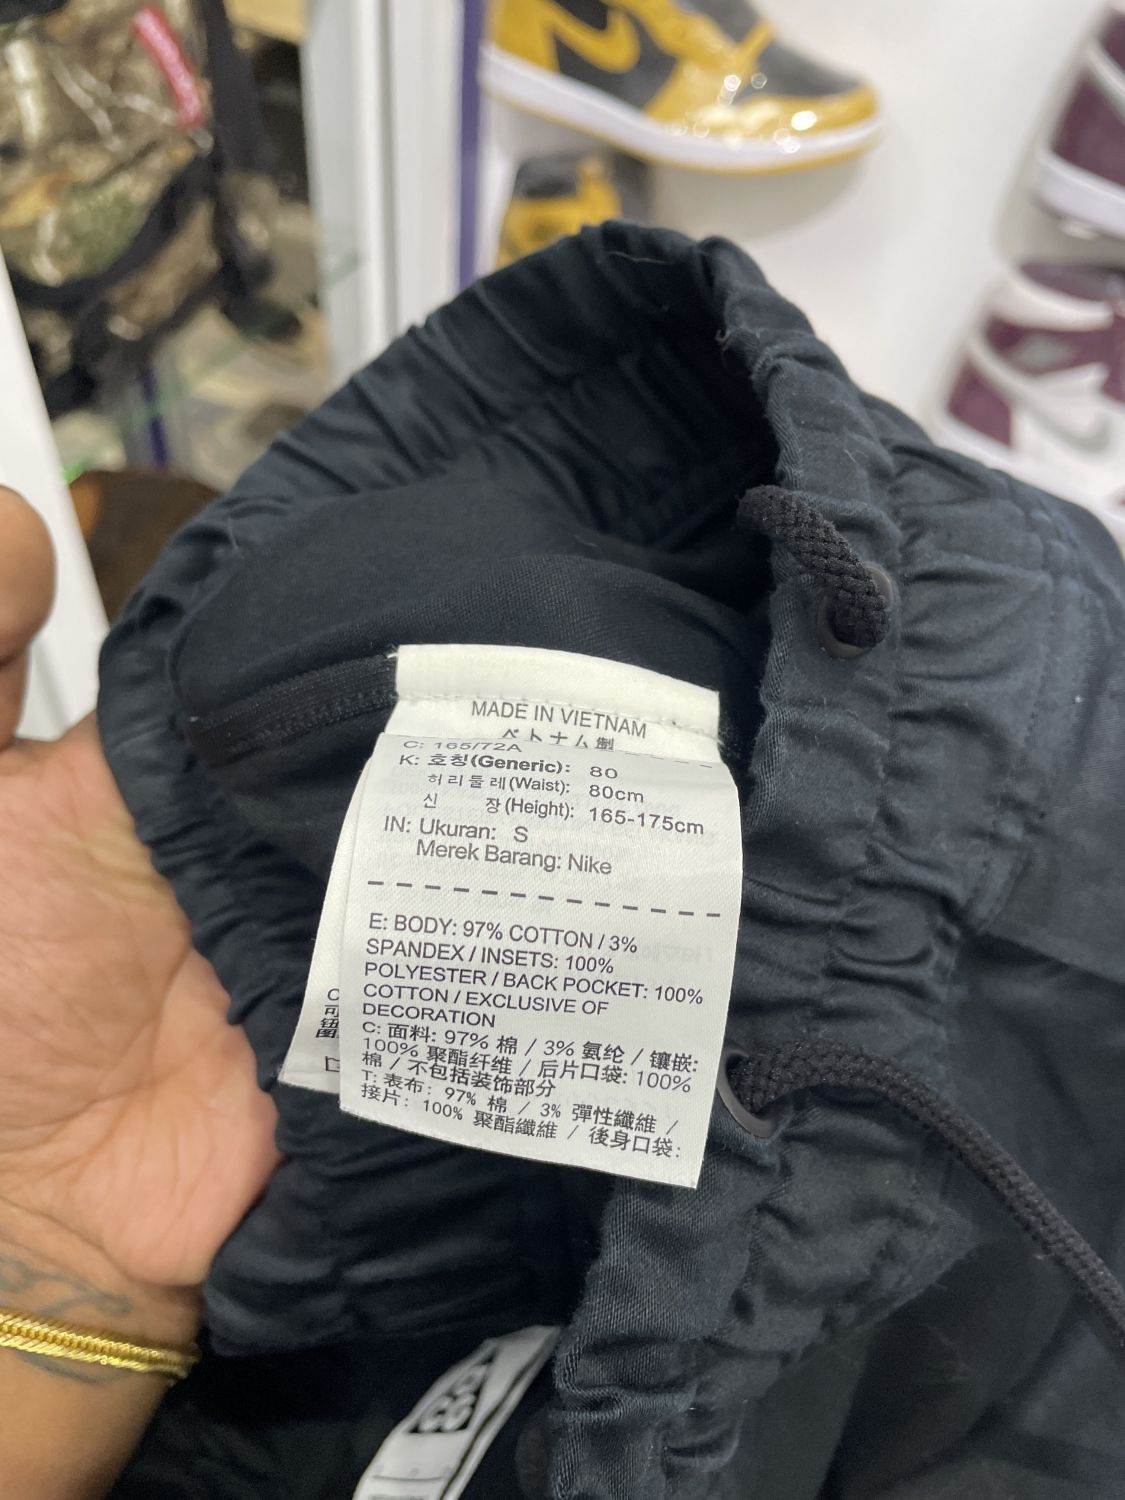 MADE IN VIETNAM
ベトナム製
C: 165/72A
K: 호칭(Generic): 80
허리둘레(Waist): 80cm
신 장(Height): 165-175cm
IN: Ukuran: S
Merek Barang: Nike
E: BODY: 97% COTTON / 3%
SPANDEX / INSETS: 100%
POLYESTER / BACK POCKET: 100%
COTTON / EXCLUSIVE OF
DECORATION
C: 面料: 97% 棉 / 3% 氨纶 / 镶嵌:
100% 聚酯纤维 / 后片口袋: 100%
棉 / 不包括装饰部分
T: 表布: 97% 棉 / 3% 彈性纖維 /
接片: 100% 聚酯纖維 / 後身口袋: